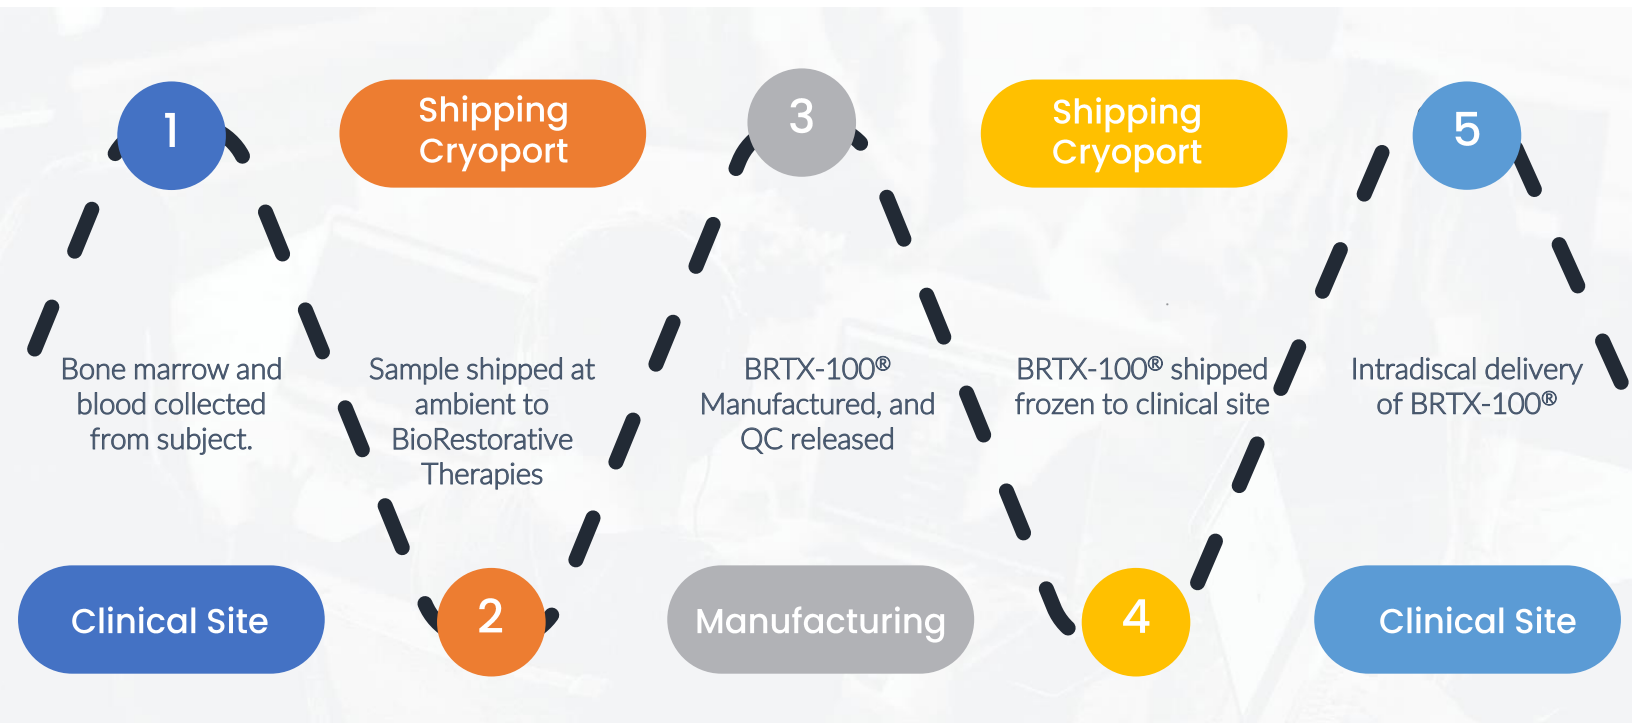 1
Bone marrow and
blood collected
from subject.
Clinical Site
Shipping
Cryoport
Sample shipped at
ambient to
BioRestorative
Therapies
2
3
BRTX-100®
Manufactured, and
QC released
Manufacturing
Shipping
Cryoport
BRTX-100® shipped
frozen to clinical site
4
5
Intradiscal delivery
of BRTX-100®
Clinical Site